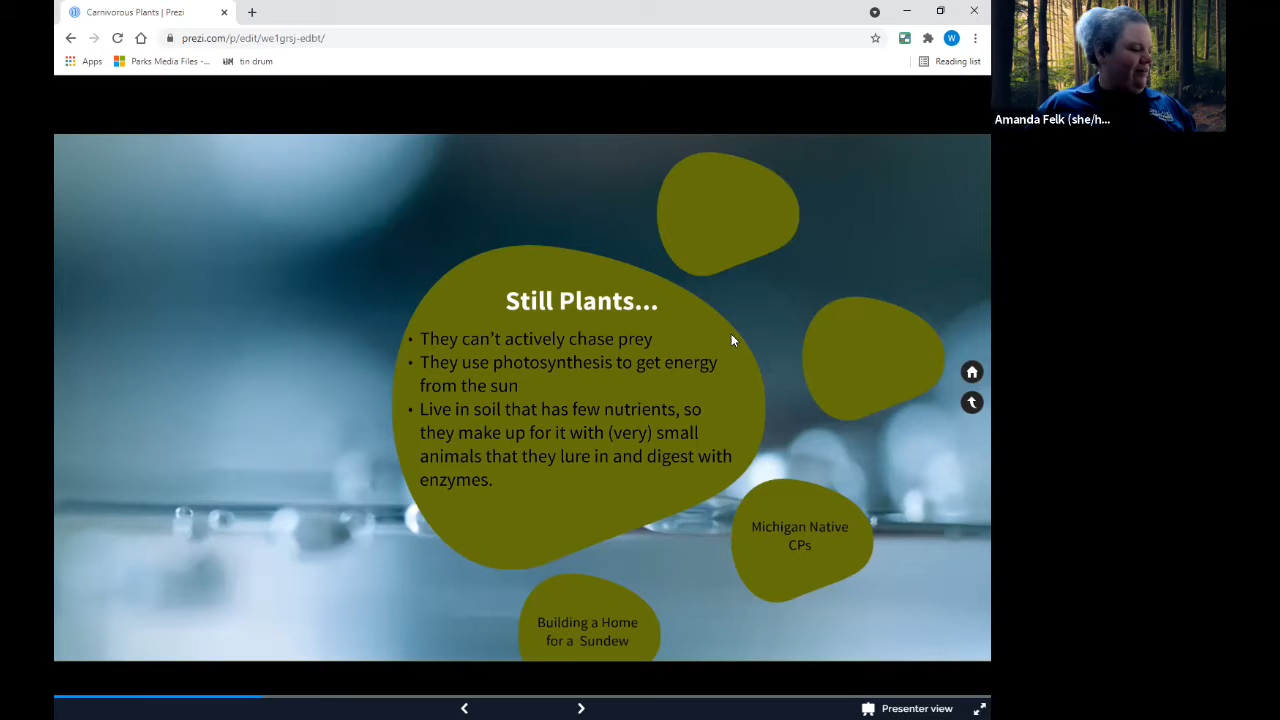 Carnivorous Plants | Prezi
prezi.com/p/edit/we1grsj-edbt/
W
Apps
Parks Media Files -...
tin drum
Reading list
Amanda Felk (she/h...
Still Plants...
• They can't actively chase prey
• They use photosynthesis to get energy
from the sun
• Live in soil that has few nutrients, so
they make up for it with (very) small
animals that they lure in and digest with
enzymes.
Michigan Native
CPs
Building a Home
for a Sundew
Presenter view